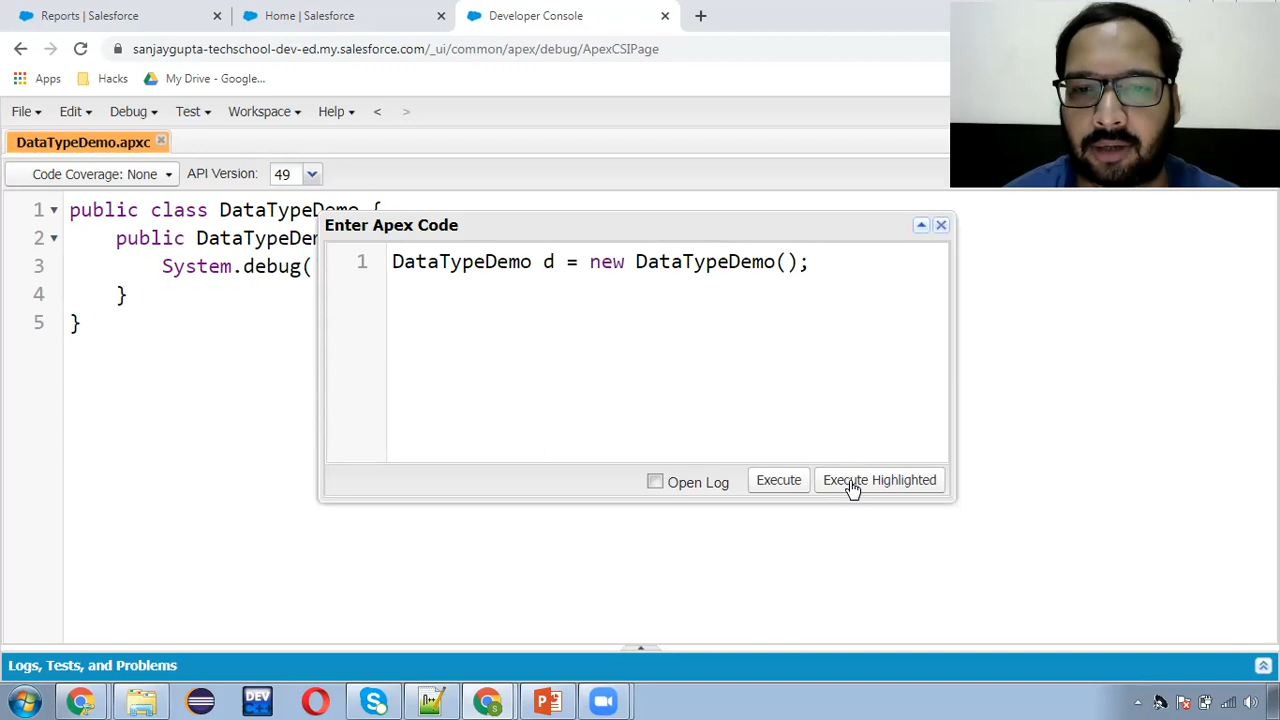 Reports | Salesforce
Home | Salesforce
Developer Console
sanjaygupta-techschool-dev-ed.my.salesforce.com/_ui/common/apex/debug/ApexCSIPage
Apps
Hacks
My Drive - Google...
File
Edit
Debug
Test
Workspace
Help
<
>
DataTypeDemo.apxc
Code Coverage: None
API Version:
49
1 public class DataTypeDemo {
2 public DataTypeDem
3 System.debug(
4 }
5 }
Enter Apex Code
1 DataTypeDemo d = new DataTypeDemo();
Open Log
Execute
Execute Highlighted
Logs, Tests, and Problems
DEV
C++